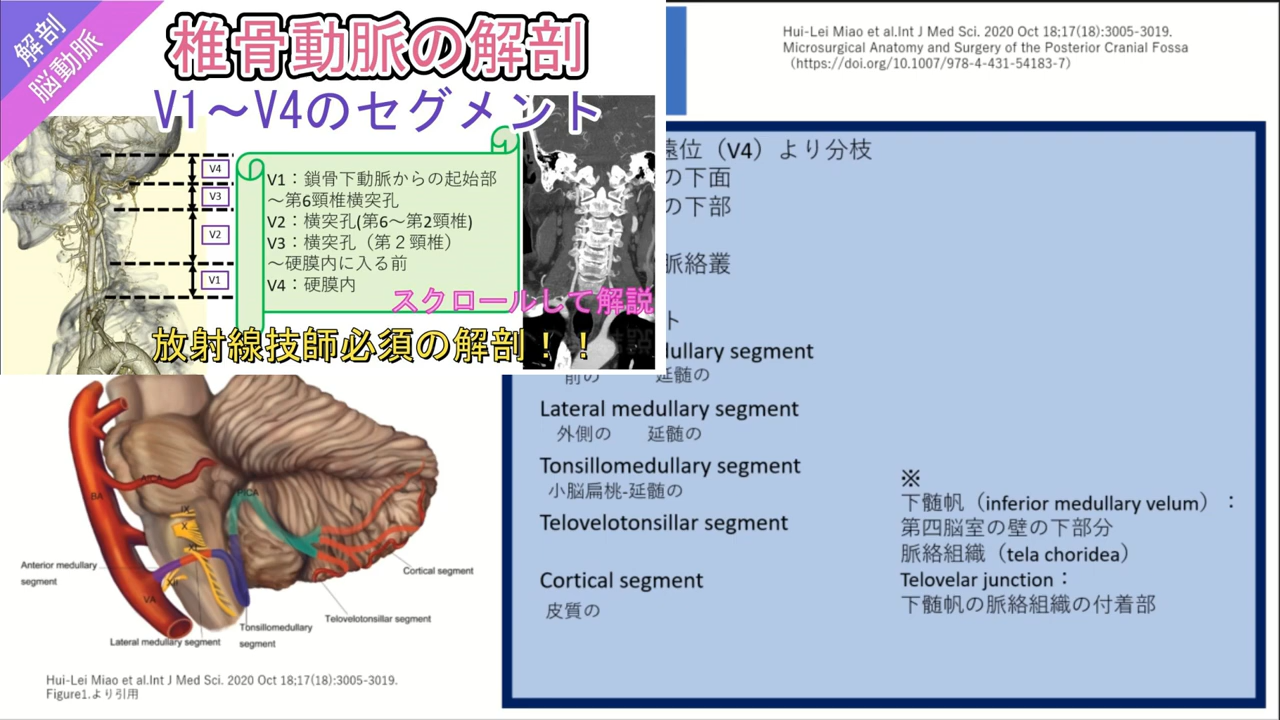 解剖
脳動脈
椎骨動脈の解剖
V1～V4のセグメント
V4
V3
V2
V1
V1：鎖骨下動脈からの起始部
～第6頸椎横突孔
V2：横突孔(第6～第2頸椎)
V3：横突孔（第２頸椎）
～硬膜内に入る前
V4：硬膜内
スクロールして解説
放射線技師必須の解剖！！
Hui-Lei Miao et al.Int J Med Sci. 2020 Oct 18;17(18):3005-3019.
Microsurgical Anatomy and Surgery of the Posterior Cranial Fossa
（https://doi.org/10.1007/978-4-431-54183-7）
遠位（V4）より分枝
の下面
の下部
脈絡叢
ト
dullary segment
前の 延髄の
Lateral medullary segment
外側の 延髄の
Tonsillomedullary segment
小脳扁桃-延髄の
Telovelotonsillar segment
Cortical segment
皮質の
※
下髄帆（inferior medullary velum）：
第四脳室の壁の下部分
脈絡組織（tela choridea）
Telovelar junction：
下髄帆の脈絡組織の付着部
AICA
BA
PICA
IX
X
XI
XII
VA
Anterior medullary
segment
Lateral medullary segment
Tonsillomedullary
segment
Telovelotonsillar segment
Cortical segment
Hui-Lei Miao et al.Int J Med Sci. 2020 Oct 18;17(18):3005-3019.
Figure1.より引用